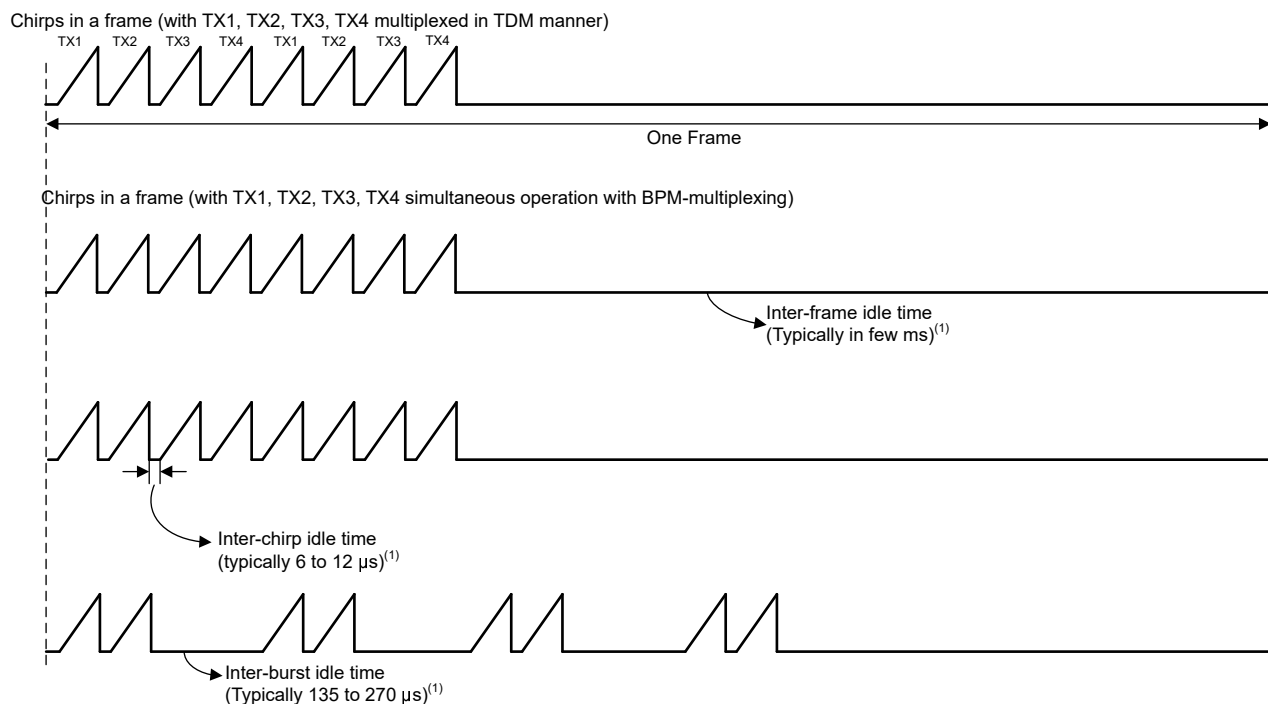 Chirps in a frame (with TX1, TX2, TX3, TX4 multiplexed in TDM manner)
TX1 TX2 TX3 TX4 TX1 TX2 TX3 TX4
One Frame
Chirps in a frame (with TX1, TX2, TX3, TX4 simultaneous operation with BPM-multiplexing)
Inter-frame idle time
(Typically in few ms)(1)
Inter-chirp idle time
(typically 6 to 12 µs)(1)
Inter-burst idle time
(Typically 135 to 270 µs)(1)